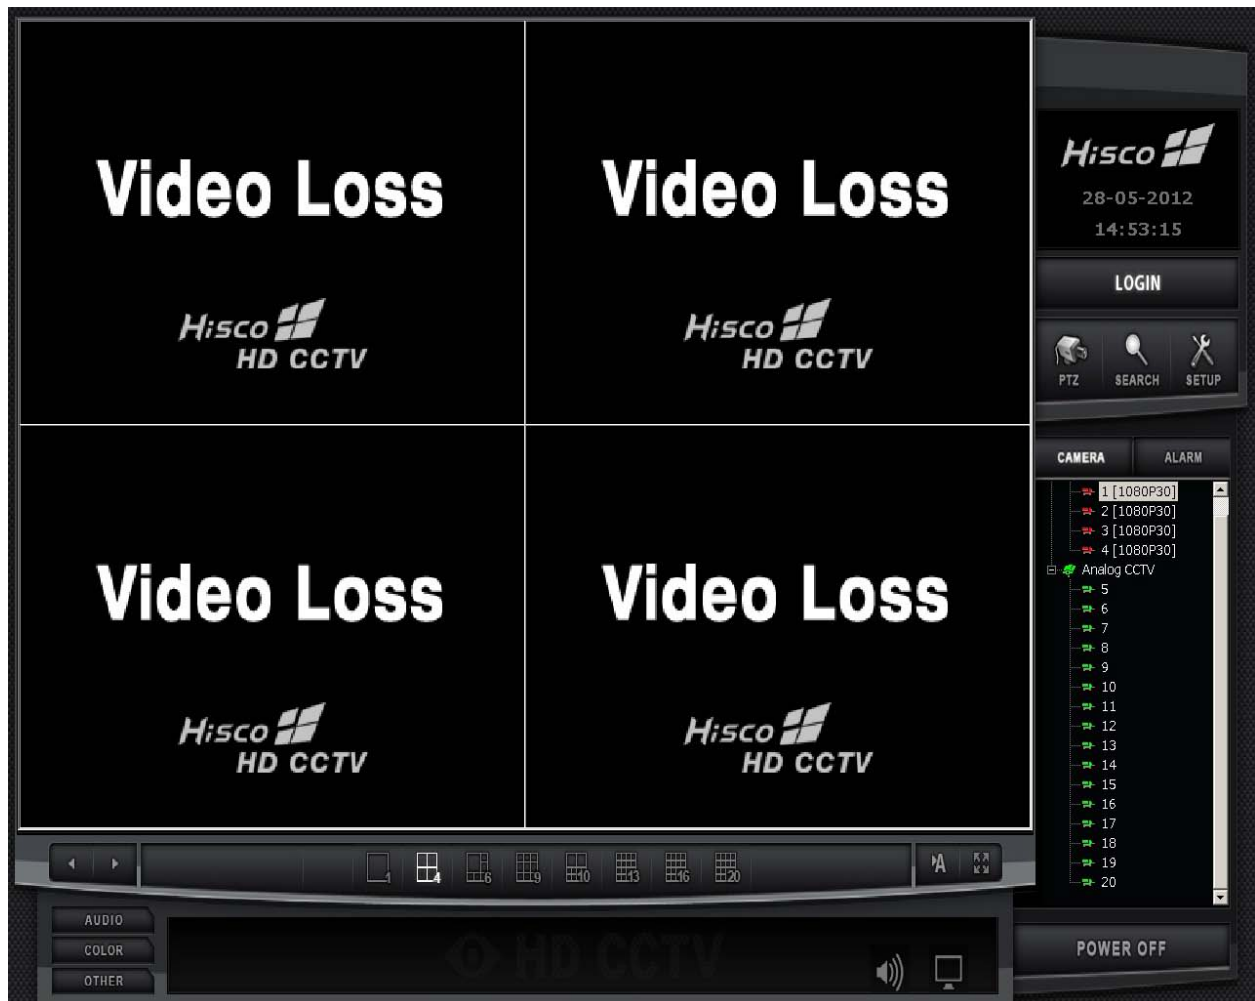 Video Loss
Hisco
HD CCTV
Video Loss
Hisco
HD CCTV
Video Loss
Hisco
HD CCTV
Video Loss
Hisco
HD CCTV
Hisco
28-05-2012
14:53:15
LOGIN
PTZ SEARCH SETUP
CAMERA ALARM
1 [1080P30]
2 [1080P30]
3 [1080P30]
4 [1080P30]
Analog CCTV
5
6
7
8
9
10
11
12
13
14
15
16
17
18
19
20
1 4 6 9 10 13 16 20 A
AUDIO
COLOR
OTHER
HD CCTV
POWER OFF